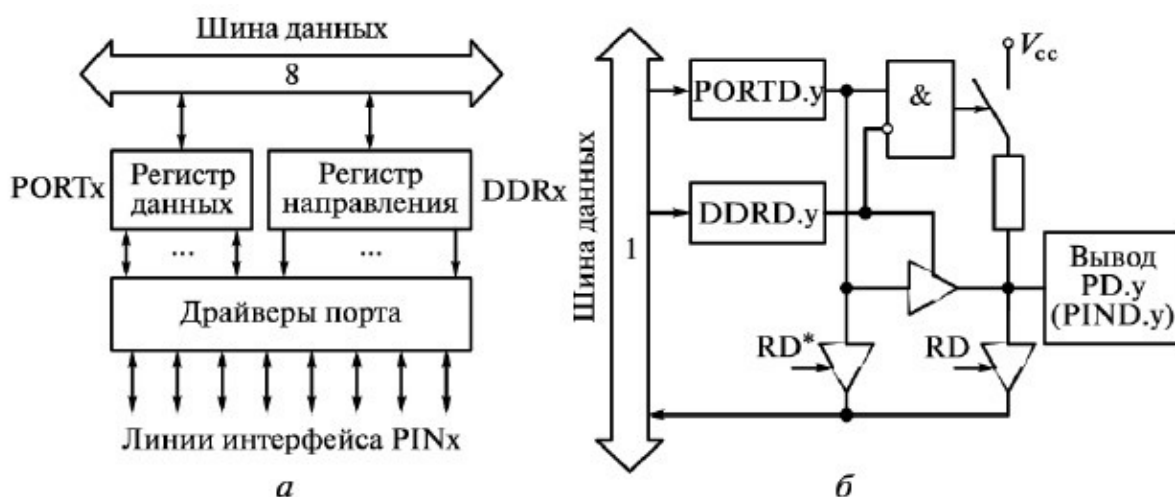 Шина данных
8
PORTx
Регистр
данных
...
Регистр
направления
...
DDRx
Драйверы порта
Линии интерфейса PINx
а
Шина данных
1
PORTD.y
&
Vcc
DDRD.y
Вывод
PD.y
(PIND.y)
RD*
RD
б